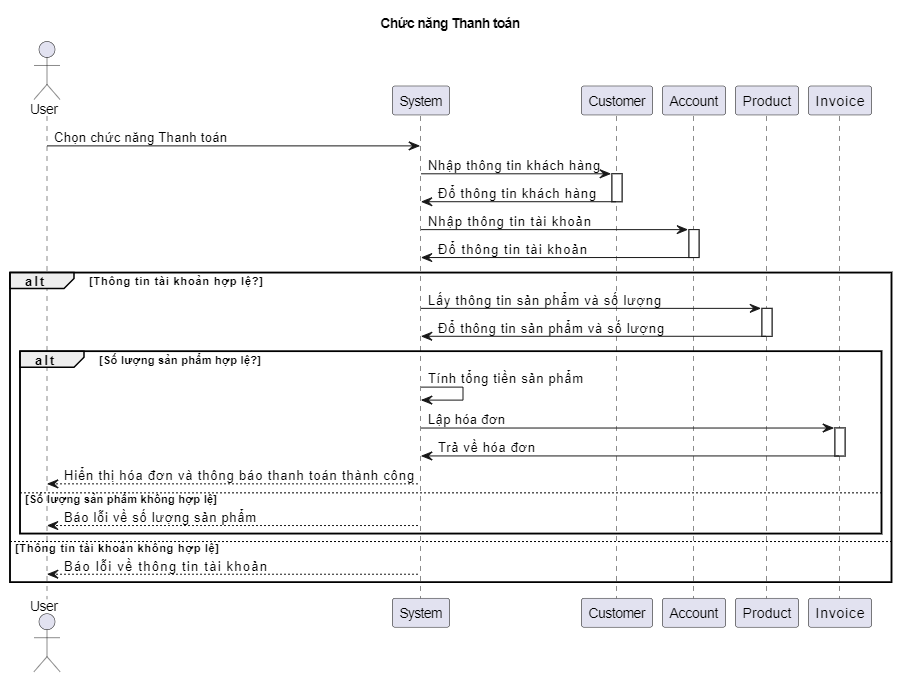 Chức năng Thanh toán
User
System
Customer
Account
Product
Invoice
Chọn chức năng Thanh toán
Nhập thông tin khách hàng
Đổ thông tin khách hàng
Nhập thông tin tài khoản
Đổ thông tin tài khoản
alt
[Thông tin tài khoản hợp lệ?]
Lấy thông tin sản phẩm và số lượng
Đổ thông tin sản phẩm và số lượng
alt
[Số lượng sản phẩm hợp lệ?]
Tính tổng tiền sản phẩm
Lập hóa đơn
Trả về hóa đơn
Hiển thị hóa đơn và thông báo thanh toán thành công
[Số lượng sản phẩm không hợp lệ]
Báo lỗi về số lượng sản phẩm
[Thông tin tài khoản không hợp lệ]
Báo lỗi về thông tin tài khoản
User
System
Customer
Account
Product
Invoice